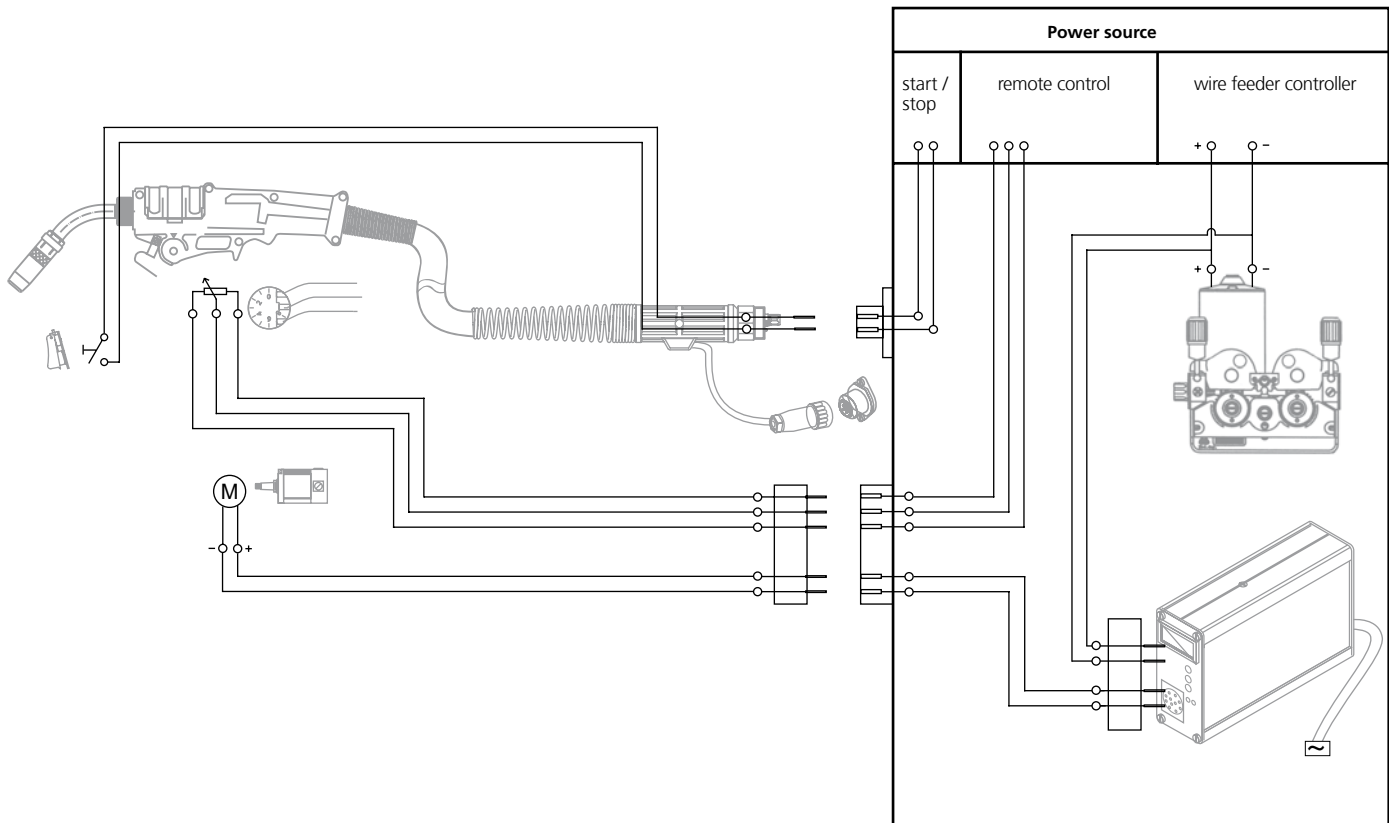 Power source
start /
stop
remote control
wire feeder controller
+ −
+ −
M
− +
~